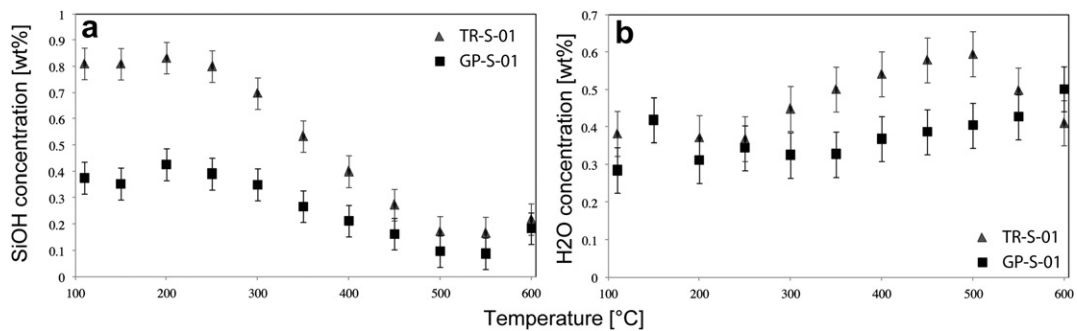 a
TR-S-01
GP-S-01
SiOH concentration [wt%]
1
0.9
0.8
0.7
0.6
0.5
0.4
0.3
0.2
0.1
0
100 200 300 400 500 600
b
H2O concentration [wt%]
0.7
0.6
0.5
0.4
0.3
0.2
0.1
0
TR-S-01
GP-S-01
100 200 300 400 500 600
Temperature [°C]